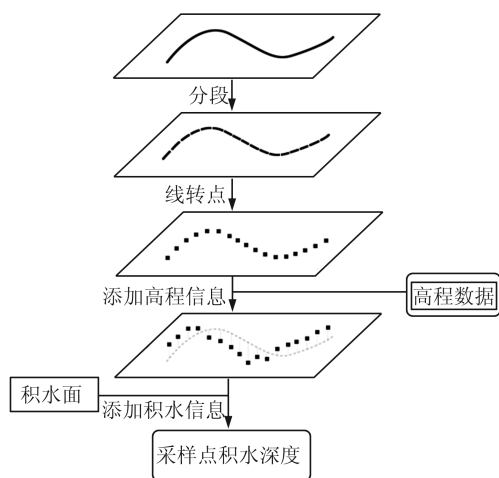 分段
线转点
添加高程信息
高程数据
积水面
添加积水信息
采样点积水深度